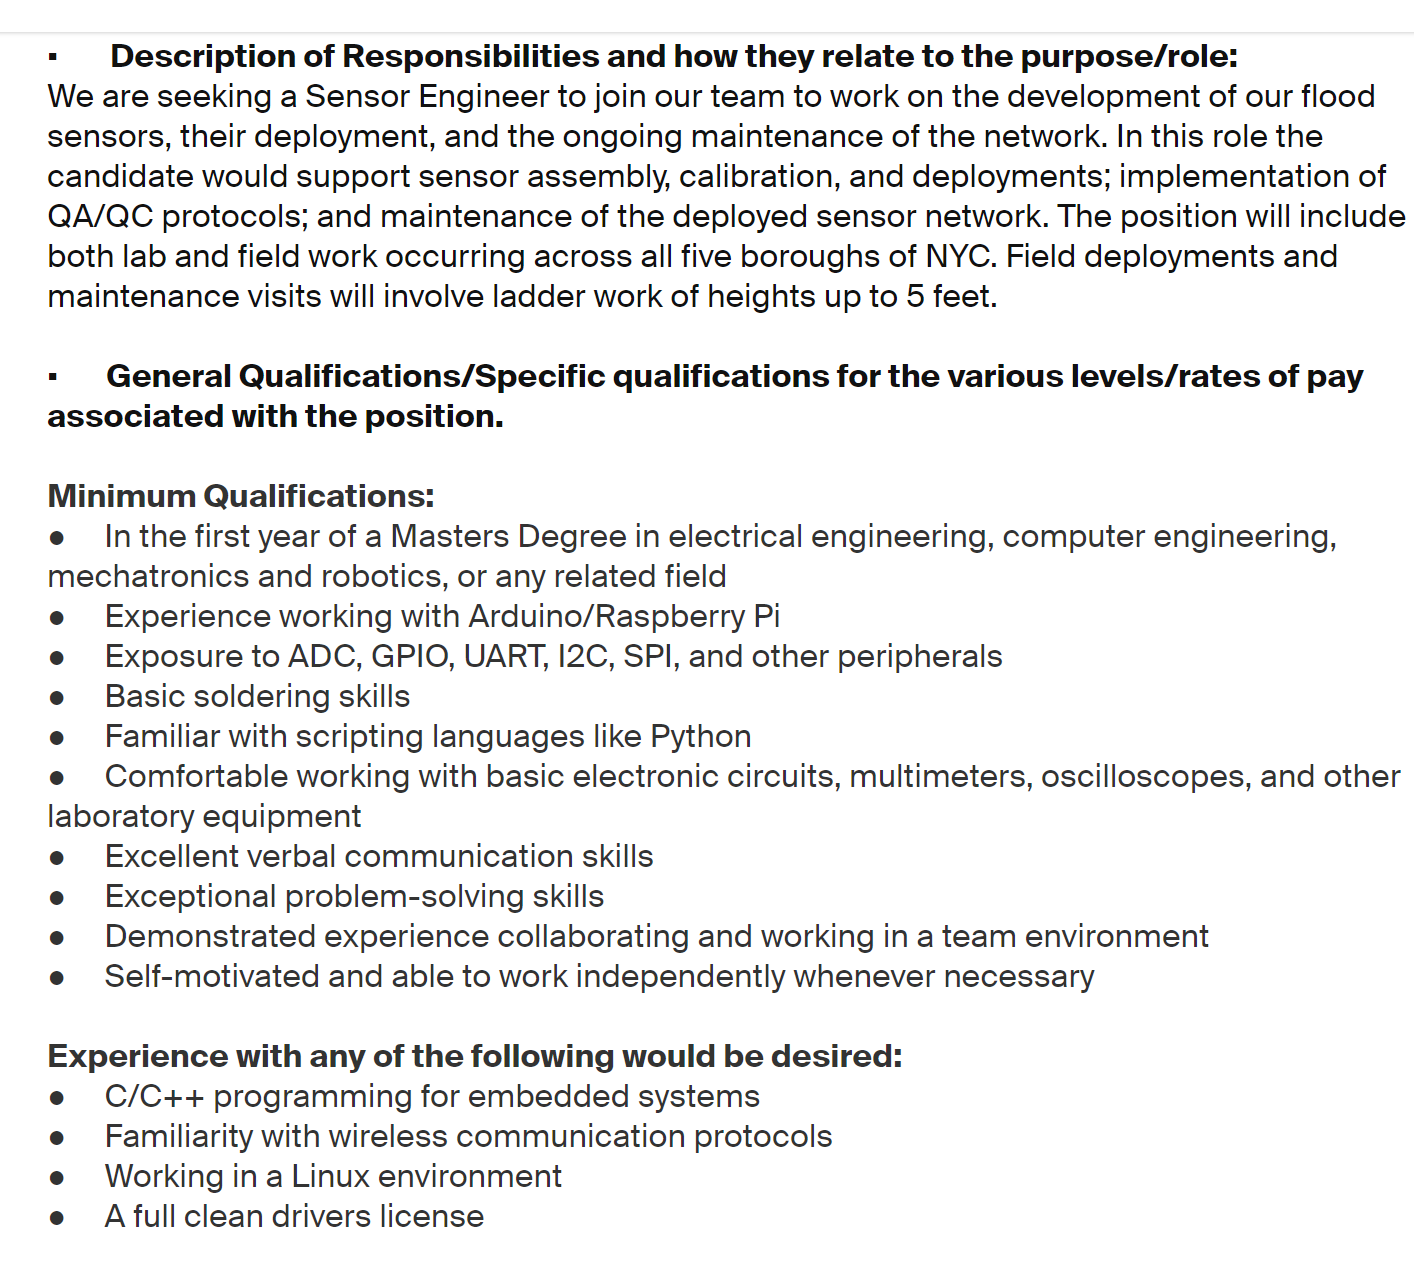 ▪ Description of Responsibilities and how they relate to the purpose/role:
We are seeking a Sensor Engineer to join our team to work on the development of our flood
sensors, their deployment, and the ongoing maintenance of the network. In this role the
candidate would support sensor assembly, calibration, and deployments; implementation of
QA/QC protocols; and maintenance of the deployed sensor network. The position will include
both lab and field work occurring across all five boroughs of NYC. Field deployments and
maintenance visits will involve ladder work of heights up to 5 feet.
▪ General Qualifications/Specific qualifications for the various levels/rates of pay
associated with the position.
Minimum Qualifications:
● In the first year of a Masters Degree in electrical engineering, computer engineering,
mechatronics and robotics, or any related field
● Experience working with Arduino/Raspberry Pi
● Exposure to ADC, GPIO, UART, I2C, SPI, and other peripherals
● Basic soldering skills
● Familiar with scripting languages like Python
● Comfortable working with basic electronic circuits, multimeters, oscilloscopes, and other
laboratory equipment
● Excellent verbal communication skills
● Exceptional problem-solving skills
● Demonstrated experience collaborating and working in a team environment
● Self-motivated and able to work independently whenever necessary
Experience with any of the following would be desired:
● C/C++ programming for embedded systems
● Familiarity with wireless communication protocols
● Working in a Linux environment
● A full clean drivers license